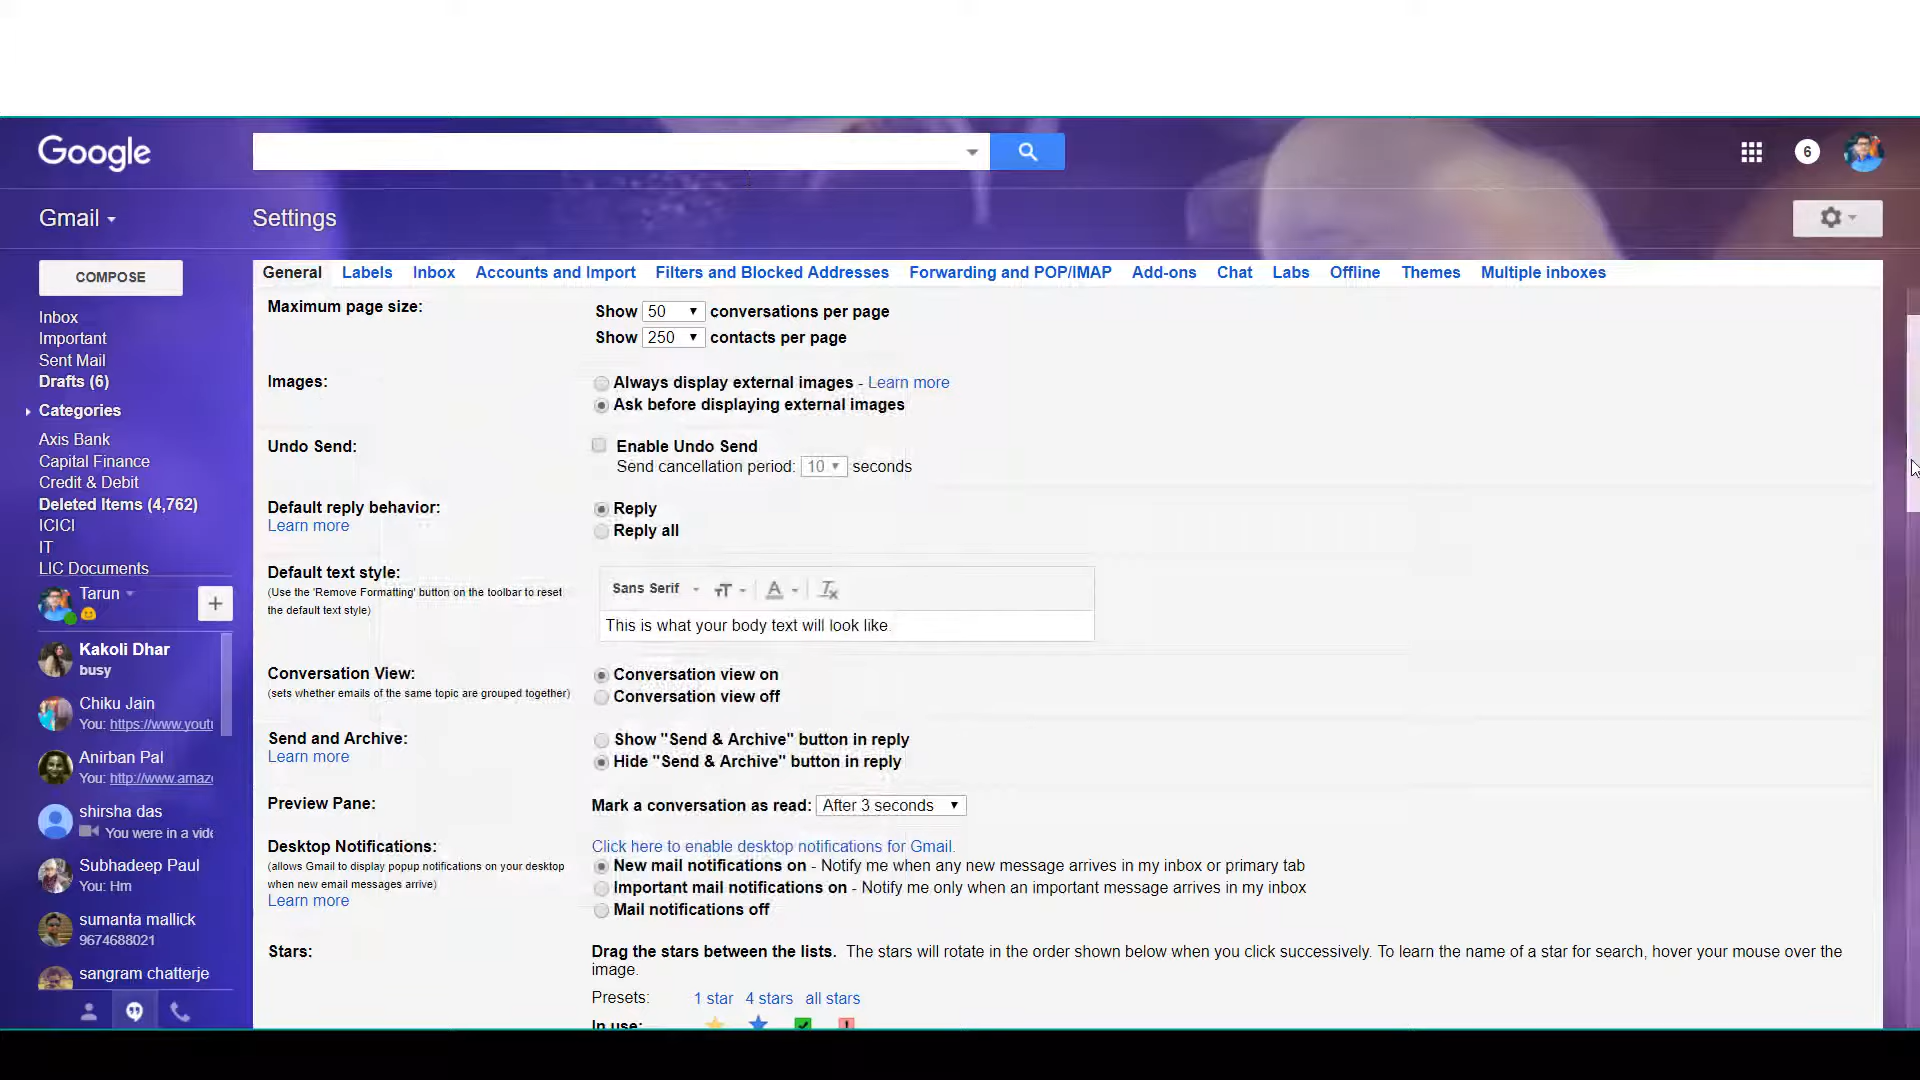 Google
6
Gmail
Settings
COMPOSE
Inbox
Important
Sent Mail
Drafts (6)
Categories
Axis Bank
Capital Finance
Credit & Debit
Deleted Items (4,762)
ICICI
IT
LIC Documents
Tarun
Kakoli Dhar
busy
Chiku Jain
You: https://www.youtu
Anirban Pal
You: http://www.amaz
shirsha das
You were in a vide
Subhadeep Paul
You: Hm
sumanta mallick
9674688021
sangram chatterje
General Labels Inbox Accounts and Import Filters and Blocked Addresses Forwarding and POP/IMAP Add-ons Chat Labs Offline Themes Multiple inboxes
Maximum page size:
Show 50 conversations per page
Show 250 contacts per page
Images:
Always display external images - Learn more
Ask before displaying external images
Undo Send:
Enable Undo Send
Send cancellation period: 10 seconds
Default reply behavior:
Learn more
Reply
Reply all
Default text style:
(Use the 'Remove Formatting' button on the toolbar to reset
the default text style)
Sans Serif
This is what your body text will look like.
Conversation View:
(sets whether emails of the same topic are grouped together)
Conversation view on
Conversation view off
Send and Archive:
Learn more
Show "Send & Archive" button in reply
Hide "Send & Archive" button in reply
Preview Pane:
Mark a conversation as read: After 3 seconds
Desktop Notifications:
(allows Gmail to display popup notifications on your desktop
when new email messages arrive)
Learn more
Click here to enable desktop notifications for Gmail.
New mail notifications on - Notify me when any new message arrives in my inbox or primary tab
Important mail notifications on - Notify me only when an important message arrives in my inbox
Mail notifications off
Stars:
Drag the stars between the lists. The stars will rotate in the order shown below when you click successively. To learn the name of a star for search, hover your mouse over the
image.
Presets: 1 star 4 stars all stars
In use: